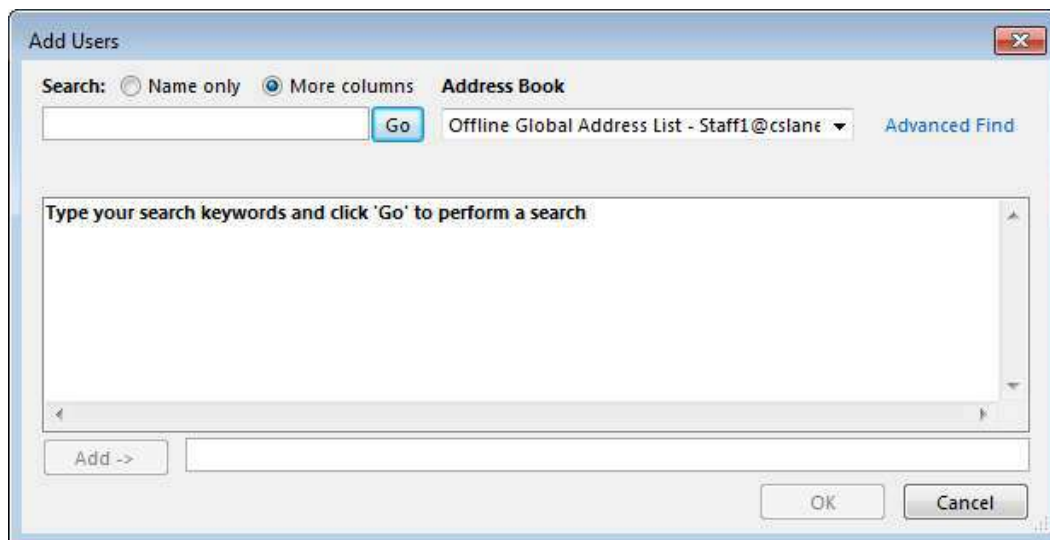 Add Users
Search: Name only More columns Address Book
Go Offline Global Address List - Staff1@cslane Advanced Find
Type your search keywords and click 'Go' to perform a search
Add ->
OK Cancel